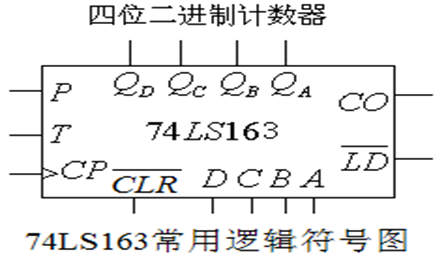 四位二进制计数器
Q_D Q_C Q_B Q_A
P CO
74LS163
T \overline{LD}
CP \overline{CLR} D C B A
74LS163常用逻辑符号图